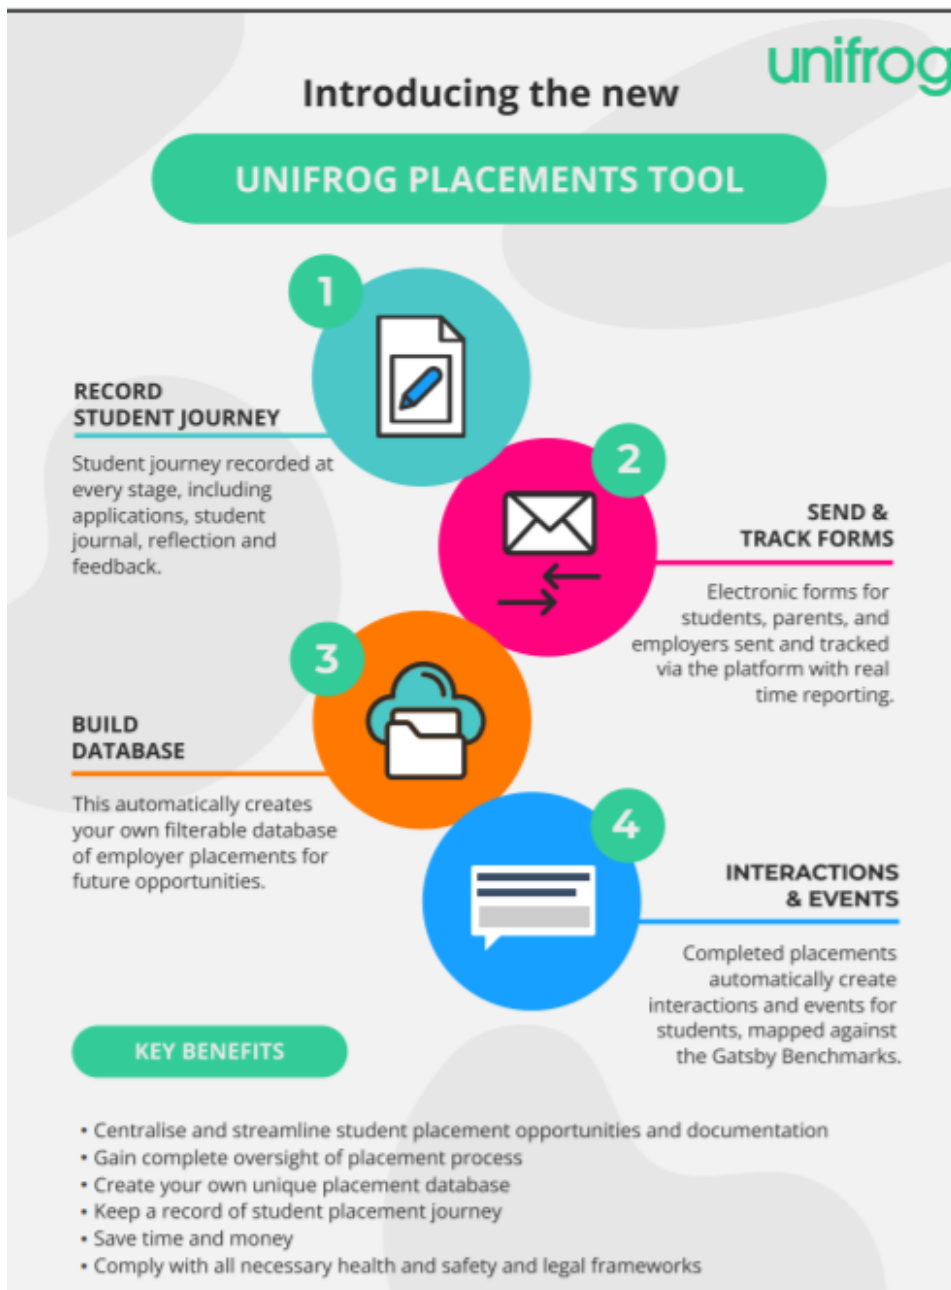 unifrog
Introducing the new
UNIFROG PLACEMENTS TOOL
1
RECORD
STUDENT JOURNEY
Student journey recorded at
every stage, including
applications, student
journal, reflection and
feedback.
2
SEND &
TRACK FORMS
Electronic forms for
students, parents, and
employers sent and tracked
via the platform with real
time reporting.
3
BUILD
DATABASE
This automatically creates
your own filterable database
of employer placements for
future opportunities.
4
INTERACTIONS
& EVENTS
Completed placements
automatically create
interactions and events for
students, mapped against
the Gatsby Benchmarks.
KEY BENEFITS
• Centralise and streamline student placement opportunities and documentation
• Gain complete oversight of placement process
• Create your own unique placement database
• Keep a record of student placement journey
• Save time and money
• Comply with all necessary health and safety and legal frameworks